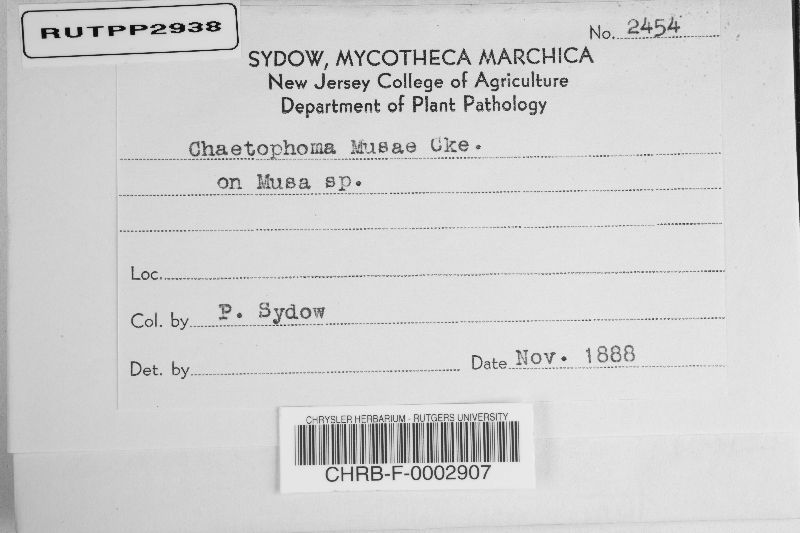 RUTPP2938
No. 2454
SYDOW, MYCOTHECA MARCHICA
New Jersey College of Agriculture
Department of Plant Pathology
Chaetophoma Musae Cke.
on Musa sp.
Loc.
Col. by P. Sydow
Det. by Date Nov. 1888
CHRYSLER HERBARIUM - RUTGERS UNIVERSITY
CHRB-F-0002907